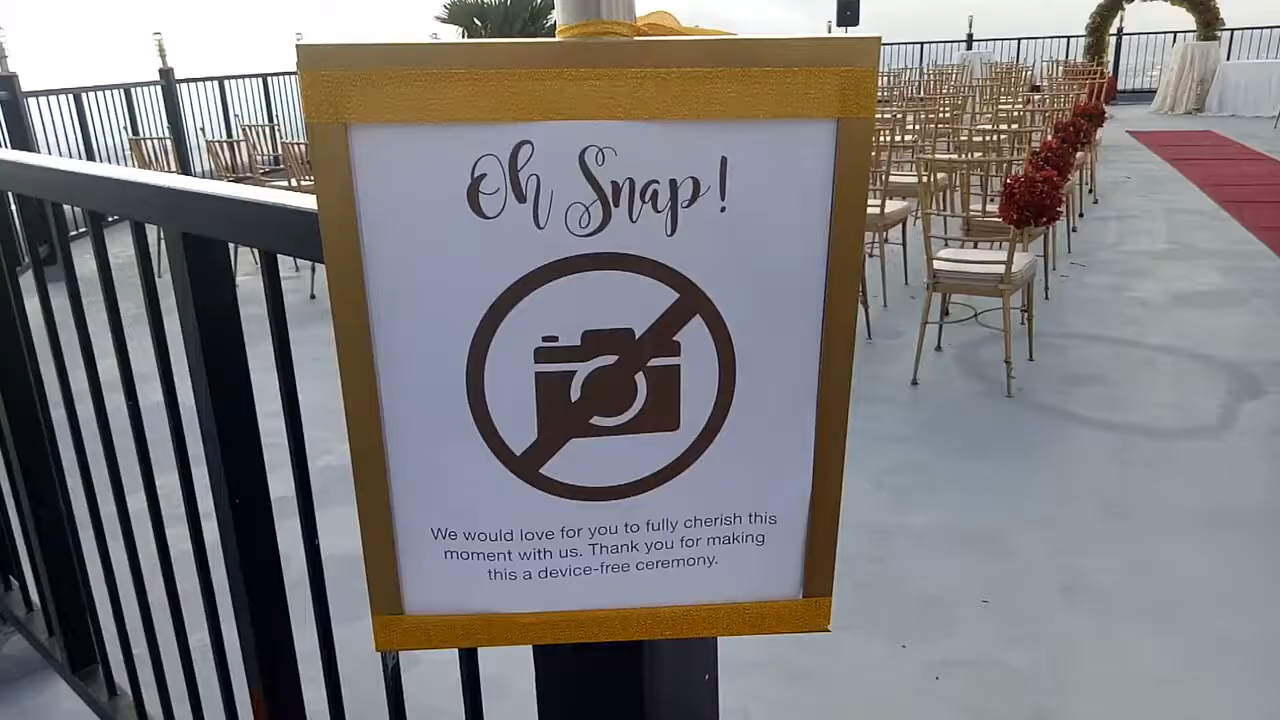 Oh Snap!
We would love for you to fully cherish this
moment with us. Thank you for making
this a device-free ceremony.